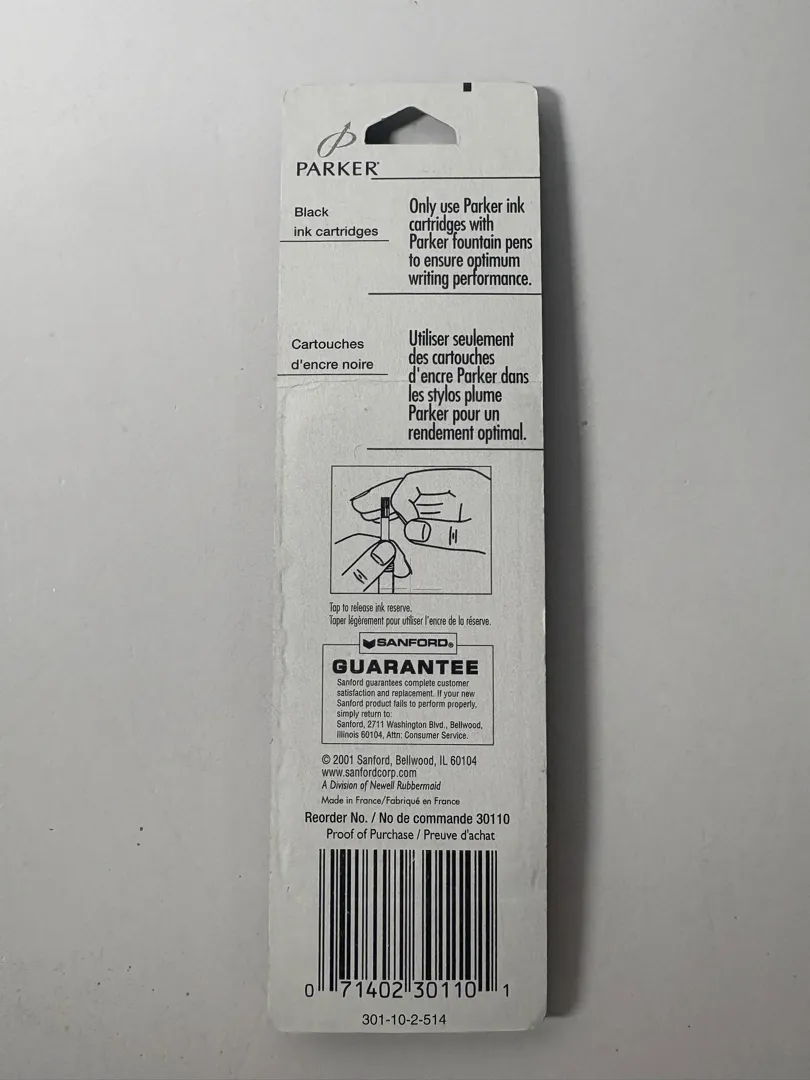 PARKER®
Black
ink cartridges
Only use Parker ink
cartridges with
Parker fountain pens
to ensure optimum
writing performance.
Cartouches
d'encre noire
Utiliser seulement
des cartouches
d'encre Parker dans
les stylos plume
Parker pour un
rendement optimal.
Tap to release ink reserve.
Taper légèrement pour utiliser l'encre de la réserve.
SANFORD®
GUARANTEE
Sanford guarantees complete customer
satisfaction and replacement. If your new
Sanford product fails to perform properly,
simply return to:
Sanford, 2711 Washington Blvd., Bellwood,
Illinois 60104, Attn: Consumer Service.
© 2001 Sanford, Bellwood, IL 60104
www.sanfordcorp.com
A Division of Newell Rubbermaid
Made in France/Fabriqué en France
Reorder No. / No de commande 30110
Proof of Purchase / Preuve d'achat
0 71402 30110 1
301-10-2-514